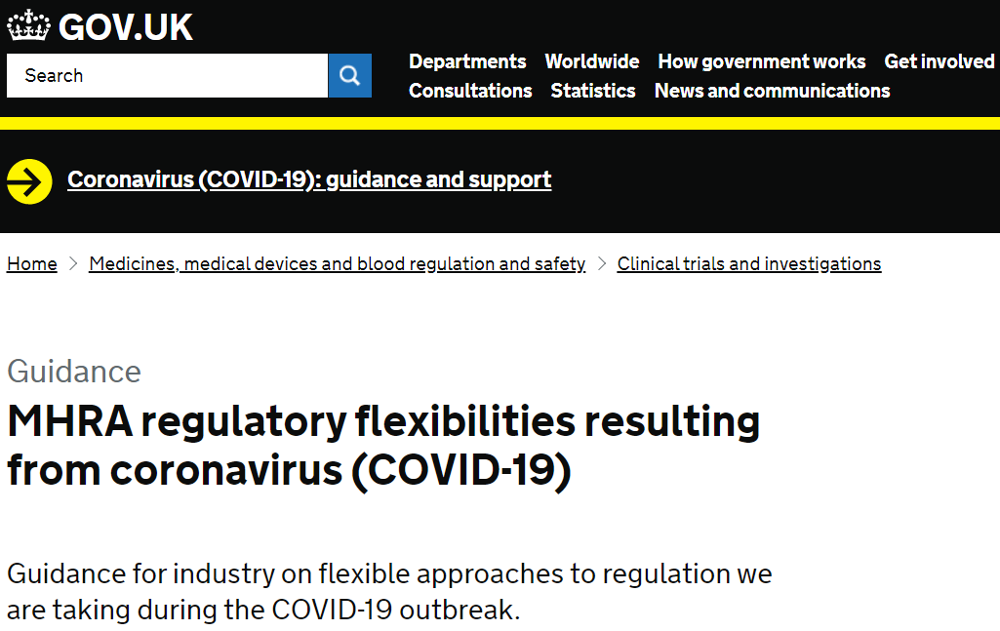 GOV.UK
Search
Departments Worldwide How government works Get involved
Consultations Statistics News and communications
Coronavirus (COVID-19): guidance and support
Home > Medicines, medical devices and blood regulation and safety > Clinical trials and investigations
Guidance
MHRA regulatory flexibilities resulting
from coronavirus (COVID-19)
Guidance for industry on flexible approaches to regulation we
are taking during the COVID-19 outbreak.